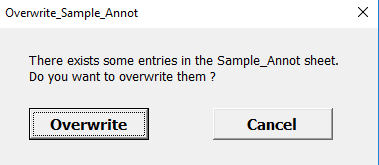 Overwrite_Sample_Annot
There exists some entries in the Sample_Annot sheet.
Do you want to overwrite them ?
Overwrite
Cancel